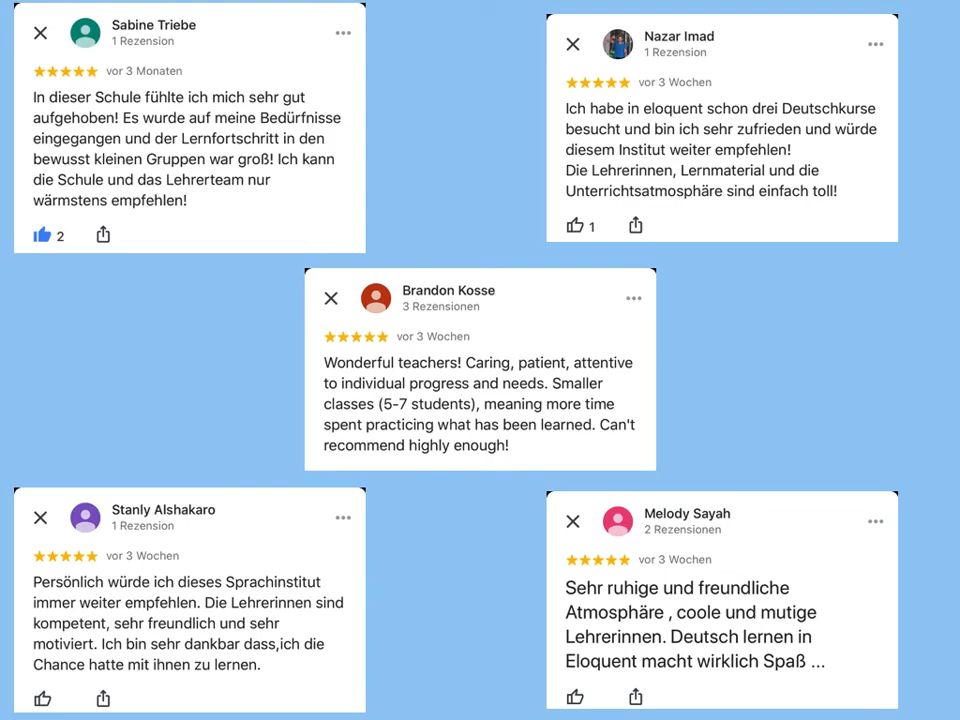 Sabine Triebe
1 Rezension
vor 3 Monaten
In dieser Schule fühlte ich mich sehr gut
aufgehoben! Es wurde auf meine Bedürfnisse
eingegangen und der Lernfortschritt in den
bewusst kleinen Gruppen war groß! Ich kann
die Schule und das Lehrerteam nur
wärmstens empfehlen!
2
Nazar Imad
1 Rezension
vor 3 Wochen
Ich habe in eloquent schon drei Deutschkurse
besucht und bin ich sehr zufrieden und würde
diesem Institut weiter empfehlen!
Die Lehrerinnen, Lernmaterial und die
Unterrichtsatmosphäre sind einfach toll!
1
Brandon Kosse
3 Rezensionen
vor 3 Wochen
Wonderful teachers! Caring, patient, attentive
to individual progress and needs. Smaller
classes (5-7 students), meaning more time
spent practicing what has been learned. Can't
recommend highly enough!
Stanly Alshakaro
1 Rezension
vor 3 Wochen
Persönlich würde ich dieses Sprachinstitut
immer weiter empfehlen. Die Lehrerinnen sind
kompetent, sehr freundlich und sehr
motiviert. Ich bin sehr dankbar dass,ich die
Chance hatte mit ihnen zu lernen.
Melody Sayah
2 Rezensionen
vor 3 Wochen
Sehr ruhige und freundliche
Atmosphäre , coole und mutige
Lehrerinnen. Deutsch lernen in
Eloquent macht wirklich Spaß ...